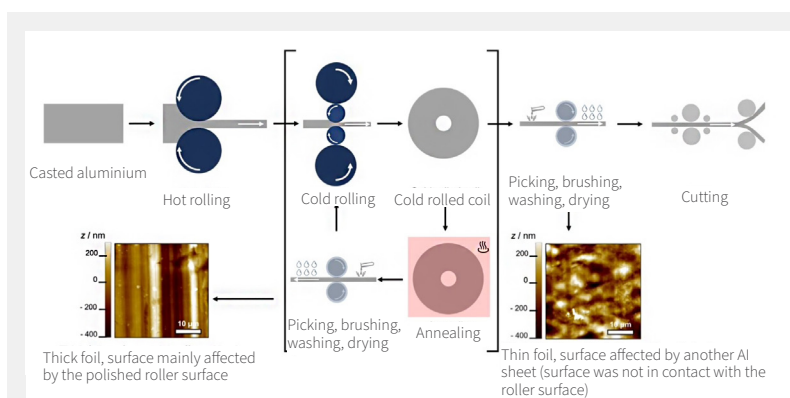 Casted aluminium
Hot rolling
Cold rolling
Cold rolled coil
Picking, brushing,
washing, drying
Cutting
z / nm
200
0
- 200
- 400
10 µm
Picking, brushing,
washing, drying
Annealing
z / nm
200
0
- 200
- 400
10 µm
Thick foil, surface mainly affected
by the polished roller surface
Thin foil, surface affected by another Al
sheet (surface was not in contact with the
roller surface)